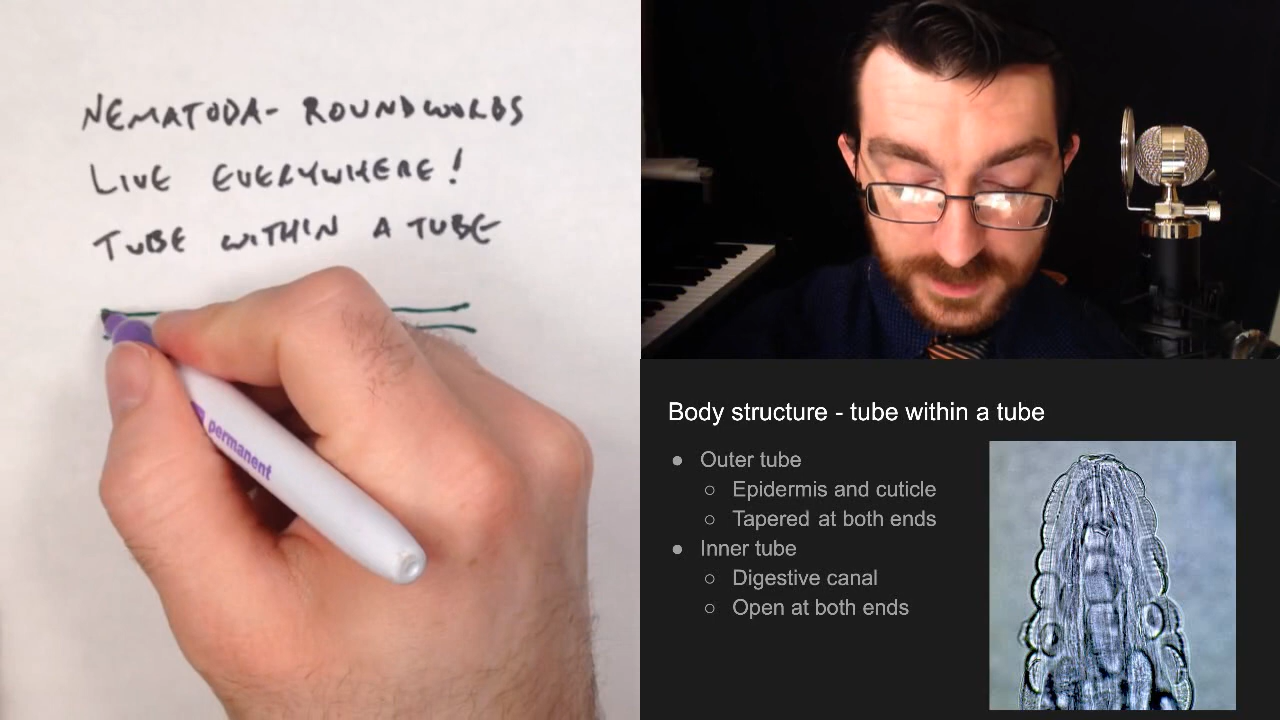 NEMATODA- ROUNDWORBS
LIVE EVERYWHERE!
TUBE WITHIN A TUBE
permanent
Body structure - tube within a tube
● Outer tube
○ Epidermis and cuticle
○ Tapered at both ends
● Inner tube
○ Digestive canal
○ Open at both ends